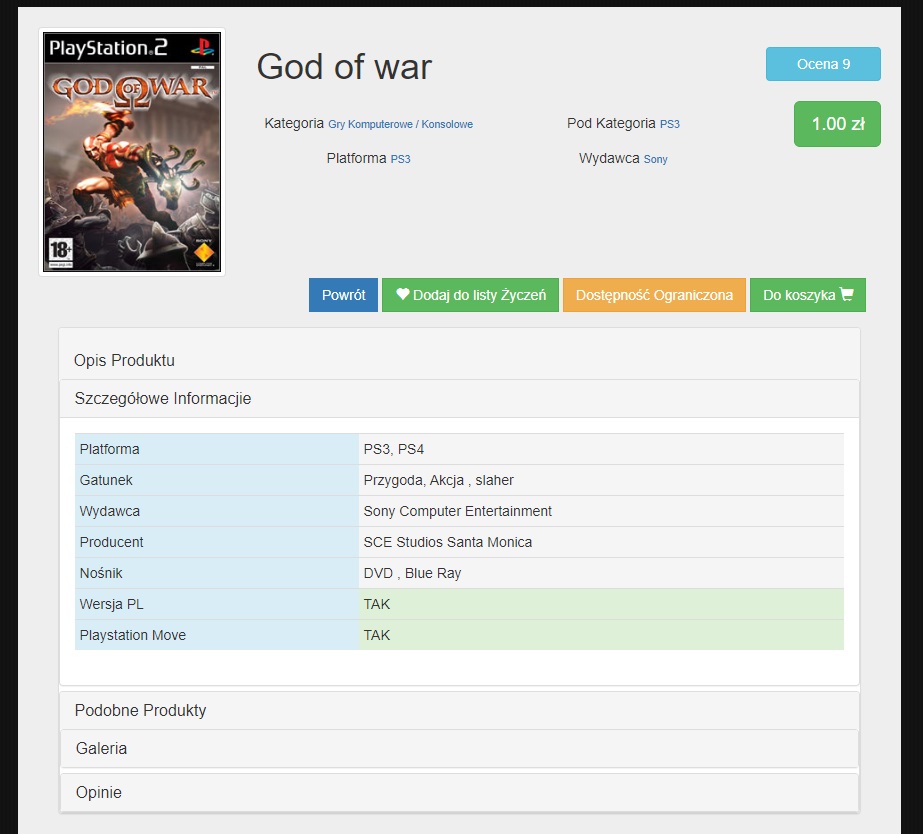 PlayStation 2
GOD OF WAR
18+
SONY
God of war
Ocena 9
Kategoria Gry Komputerowe / Konsolowe
Pod Kategoria PS3
1.00 zł
Platforma PS3
Wydawca Sony
Powrót
Dodaj do listy Życzeń
Dostępność Ograniczona
Do koszyka
Opis Produktu
Szczegółowe Informacjie
Platforma PS3, PS4
Gatunek Przygoda, Akcja , slaher
Wydawca Sony Computer Entertainment
Producent SCE Studios Santa Monica
Nośnik DVD , Blue Ray
Wersja PL TAK
Playstation Move TAK
Podobne Produkty
Galeria
Opinie